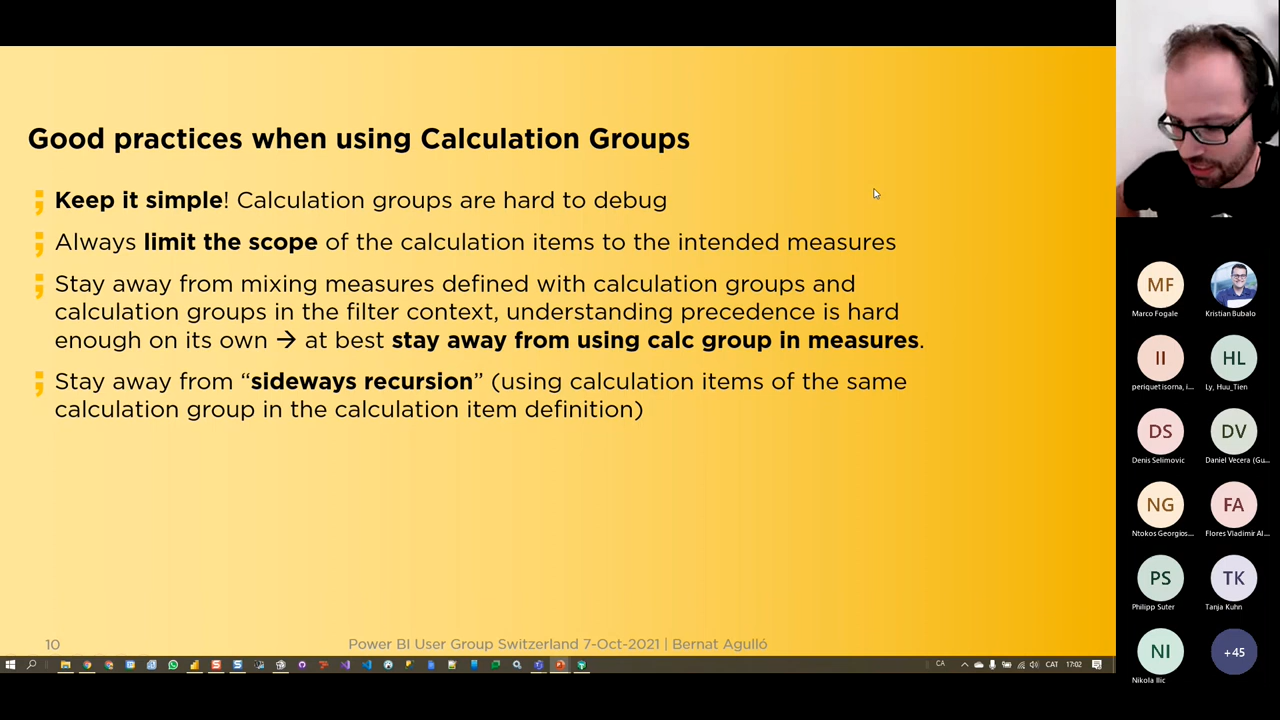 Good practices when using Calculation Groups
Keep it simple! Calculation groups are hard to debug
Always limit the scope of the calculation items to the intended measures
Stay away from mixing measures defined with calculation groups and
calculation groups in the filter context, understanding precedence is hard
enough on its own → at best stay away from using calc group in measures.
Stay away from “sideways recursion” (using calculation items of the same
calculation group in the calculation item definition)
10
Power BI User Group Switzerland 7-Oct-2021 | Bernat Agulló
CA
CAT
17:02
MF
Marco Fogale
Kristian Bubalo
II
periquet isorna, i...
HL
Ly, Huu_Tien
DS
Denis Selimovic
DV
Daniel Vecera (Gu...
NG
Ntokos Georgios...
FA
Flores Vladimir Al...
PS
Philipp Suter
TK
Tanja Kuhn
NI
Nikola Ilic
+45